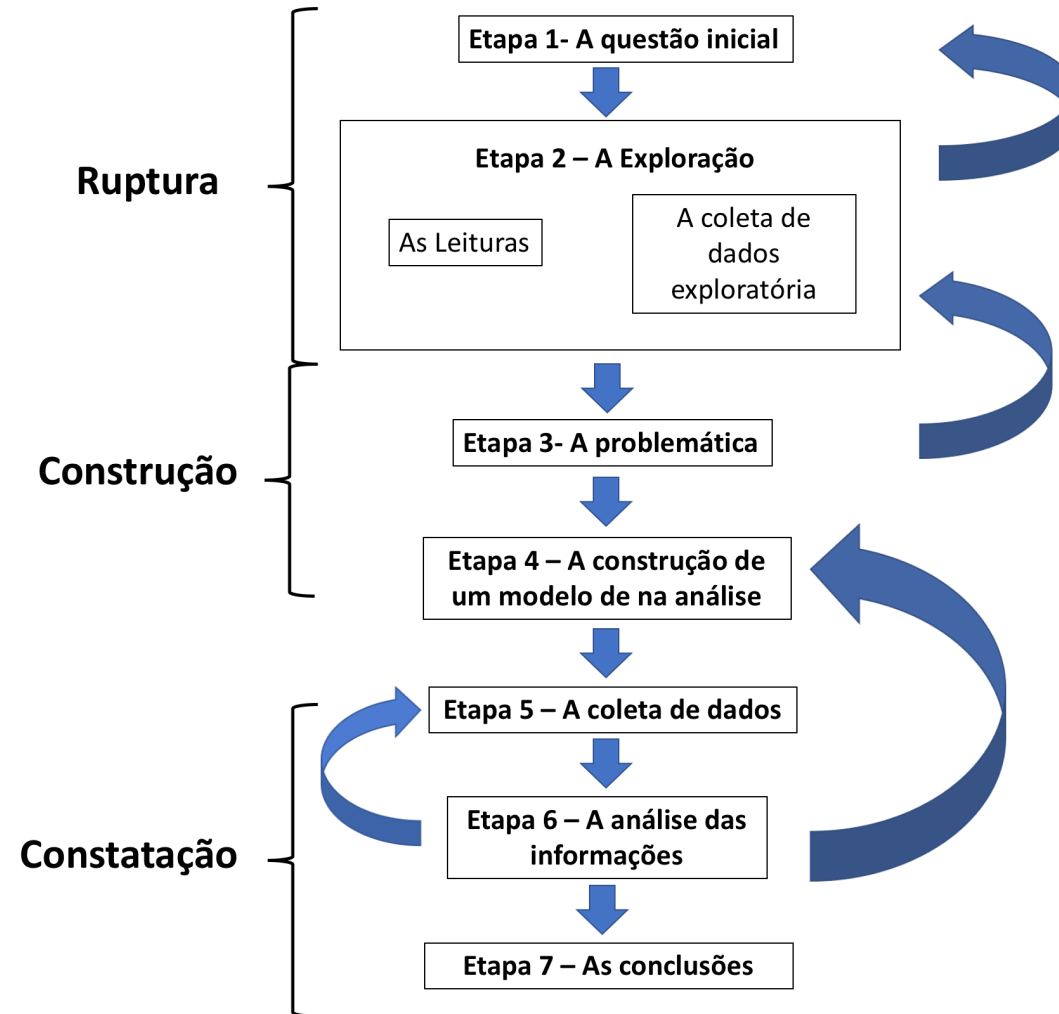 Etapa 1- A questão inicial
Ruptura
Etapa 2 – A Exploração
As Leituras
A coleta de
dados
exploratória
Construção
Etapa 3- A problemática
Etapa 4 – A construção de
um modelo de na análise
Constatação
Etapa 5 – A coleta de dados
Etapa 6 – A análise das
informações
Etapa 7 – As conclusões